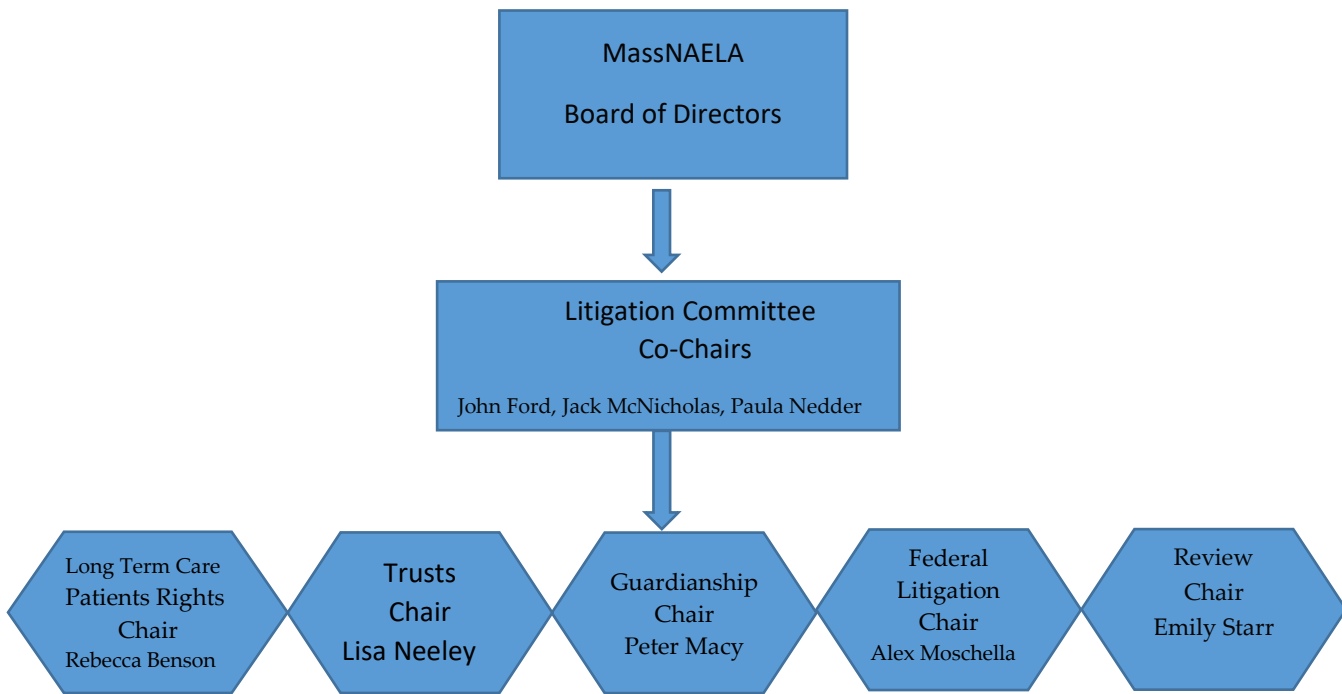 MassNAELA
Board of Directors
Litigation Committee
Co-Chairs
John Ford, Jack McNicholas, Paula Nedder
Long Term Care
Patients Rights
Chair
Rebecca Benson
Trusts
Chair
Lisa Neeley
Guardianship
Chair
Peter Macy
Federal
Litigation
Chair
Alex Moschella
Review
Chair
Emily Starr